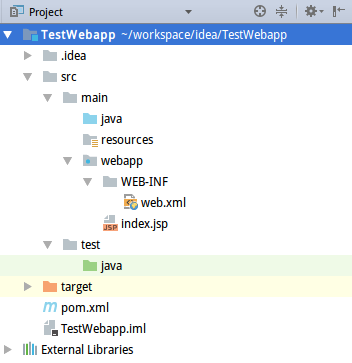 Project
TestWebapp ~/workspace/idea/TestWebapp
.idea
src
main
java
resources
webapp
WEB-INF
web.xml
JSP index.jsp
test
java
target
m pom.xml
TestWebapp.iml
External Libraries